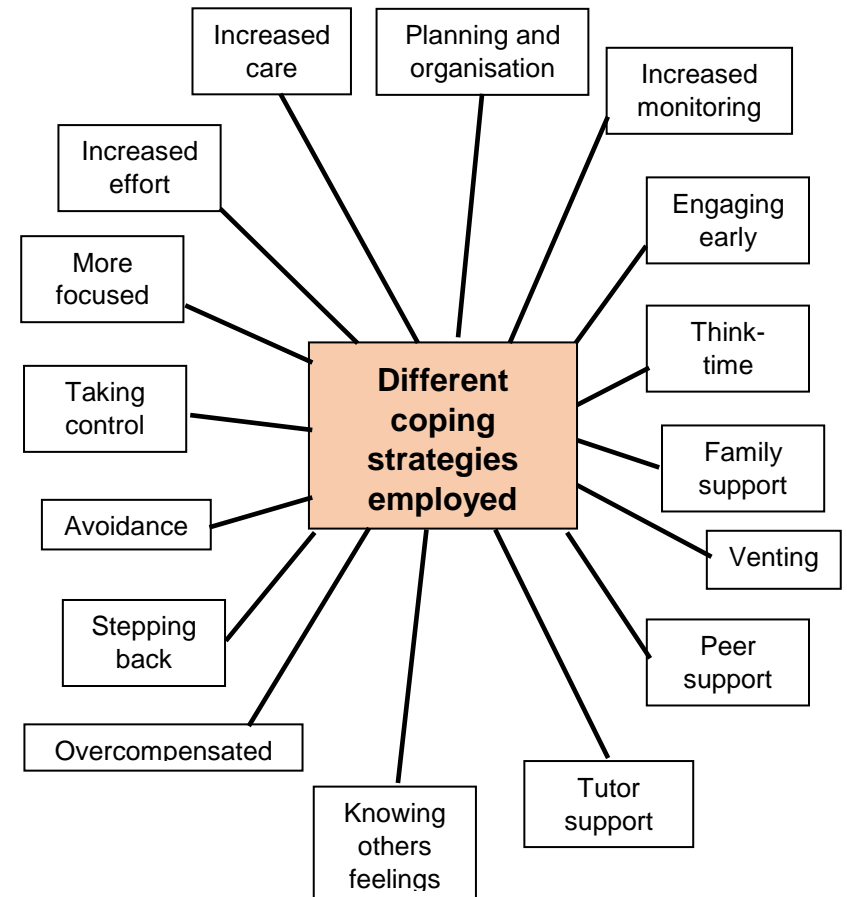 Increased
care
Planning and
organisation
Increased
monitoring
Increased
effort
Engaging
early
More
focused
Think-
time
Different
coping
strategies
employed
Taking
control
Family
support
Avoidance
Venting
Stepping
back
Peer
support
Overcompensated
Tutor
support
Knowing
others
feelings